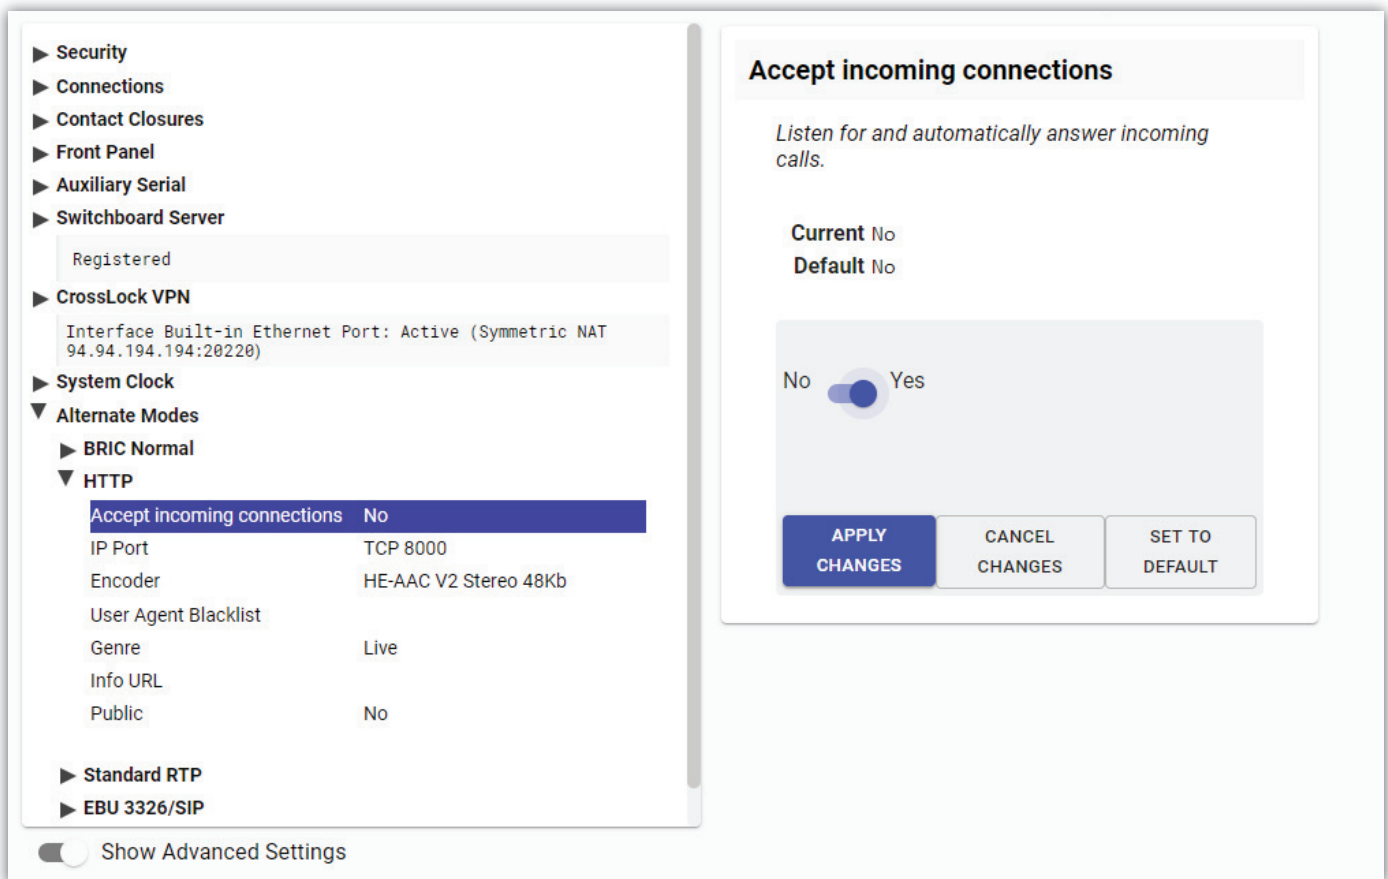 Security
Connections
Contact Closures
Front Panel
Auxiliary Serial
Switchboard Server
Registered
CrossLock VPN
Interface Built-in Ethernet Port: Active (Symmetric NAT
94.94.194.194:20220)
System Clock
Alternate Modes
BRIC Normal
HTTP
Accept incoming connections No
IP Port TCP 8000
Encoder HE-AAC V2 Stereo 48Kb
User Agent Blacklist
Genre Live
Info URL
Public No
Standard RTP
EBU 3326/SIP
Show Advanced Settings
Accept incoming connections
Listen for and automatically answer incoming
calls.
Current No
Default No
No Yes
APPLY
CHANGES
CANCEL
CHANGES
SET TO
DEFAULT